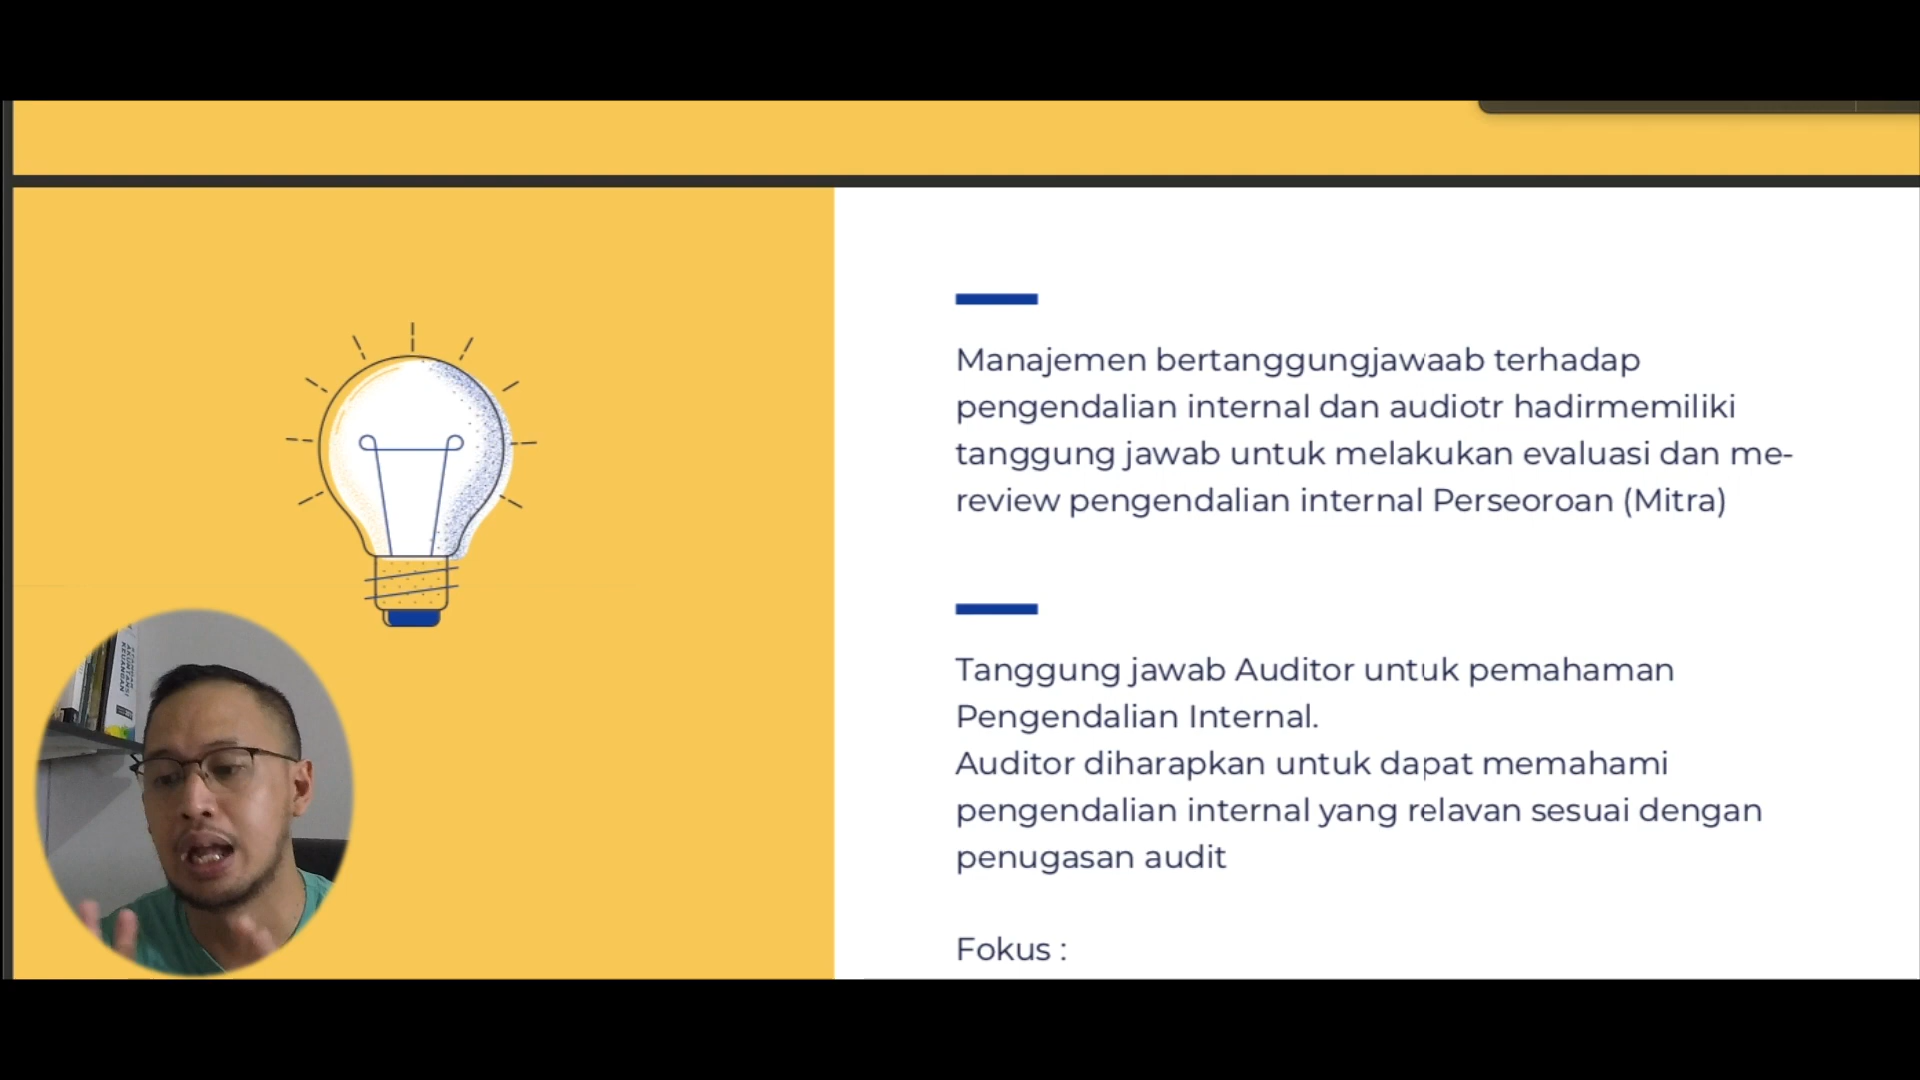 Manajemen bertanggungjawaab terhadap
pengendalian internal dan audiotr hadirmemiliki
tanggung jawab untuk melakukan evaluasi dan me-
review pengendalian internal Perseoroan (Mitra)
Tanggung jawab Auditor untuk pemahaman
Pengendalian Internal.
Auditor diharapkan untuk dapat memahami
pengendalian internal yang relavan sesuai dengan
penugasan audit
Fokus :
AKUNTANSI
KEUANGAN